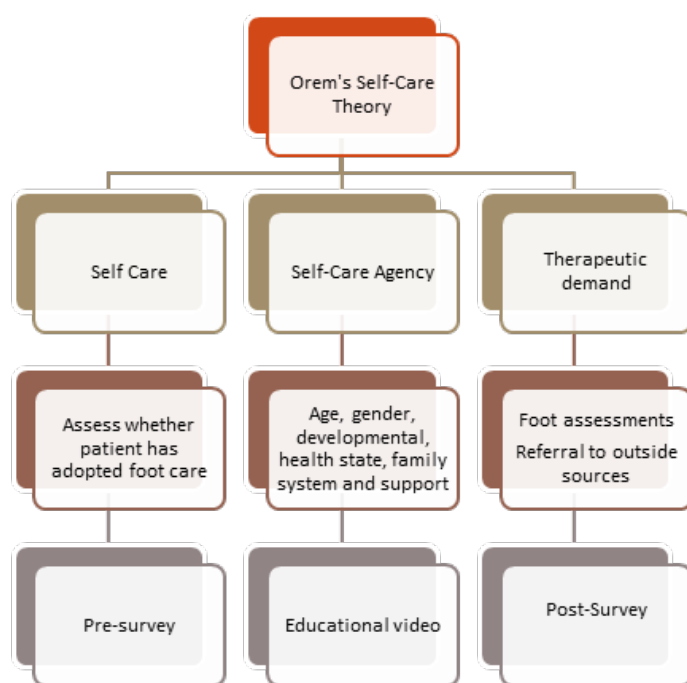 Orem's Self-Care
Theory
Self Care
Self-Care Agency
Therapeutic
demand
Assess whether
patient has
adopted foot care
Age, gender,
developmental,
health state, family
system and support
Foot assessments
Referral to outside
sources
Pre-survey
Educational video
Post-Survey